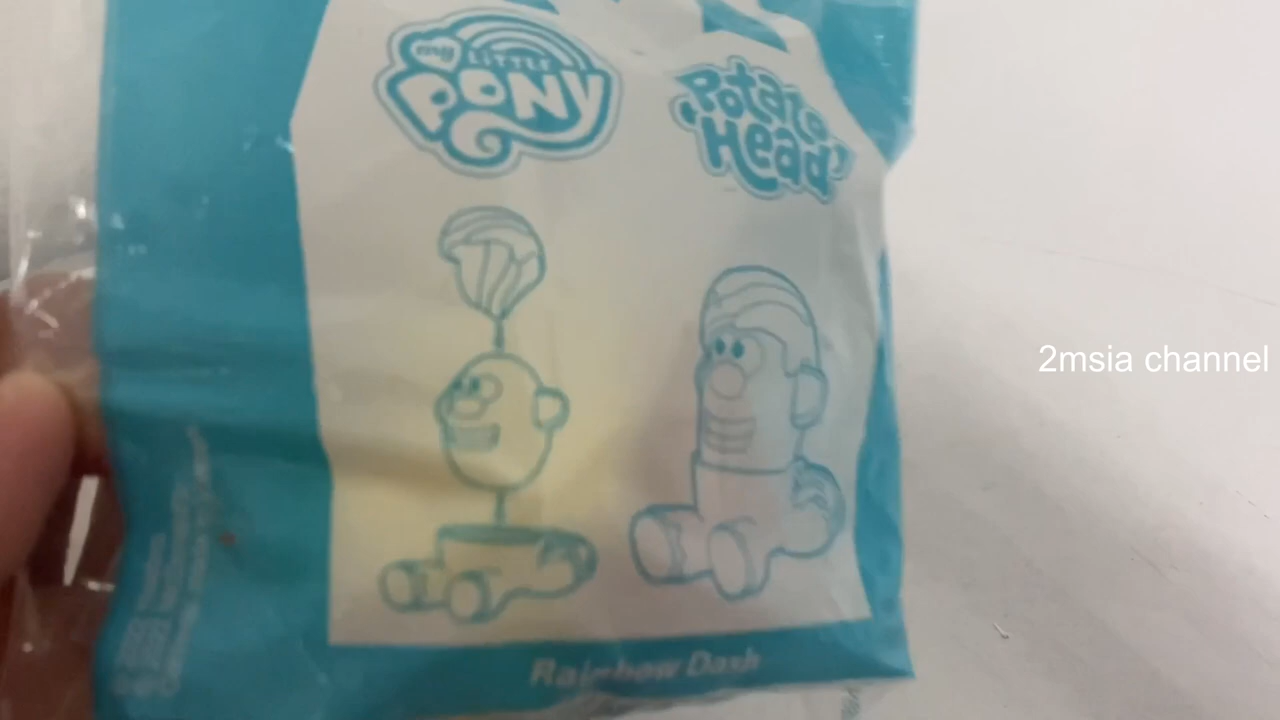 my LITTLE
PONY
Potato
Head
2msia channel
Rainbow Dash